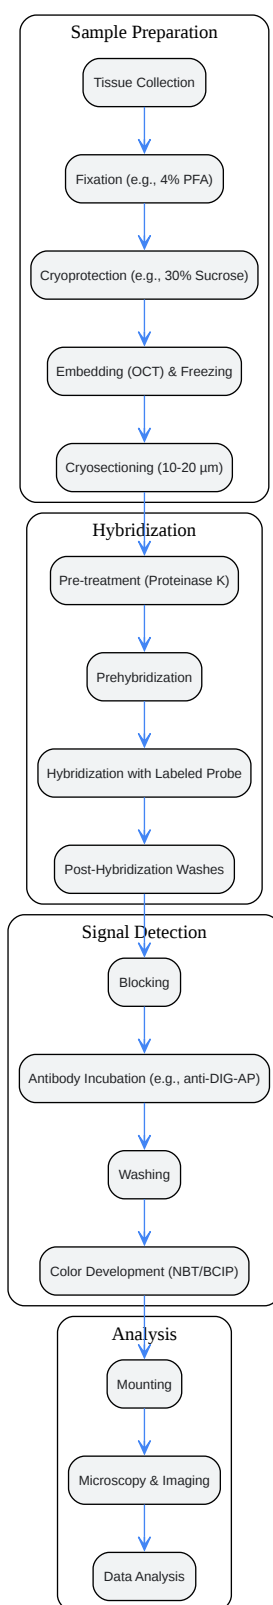 Sample Preparation
Tissue Collection
Fixation (e.g., 4% PFA)
Cryoprotection (e.g., 30% Sucrose)
Embedding (OCT) & Freezing
Cryosectioning (10-20 µm)
Hybridization
Pre-treatment (Proteinase K)
Prehybridization
Hybridization with Labeled Probe
Post-Hybridization Washes
Signal Detection
Blocking
Antibody Incubation (e.g., anti-DIG-AP)
Washing
Color Development (NBT/BCIP)
Analysis
Mounting
Microscopy & Imaging
Data Analysis